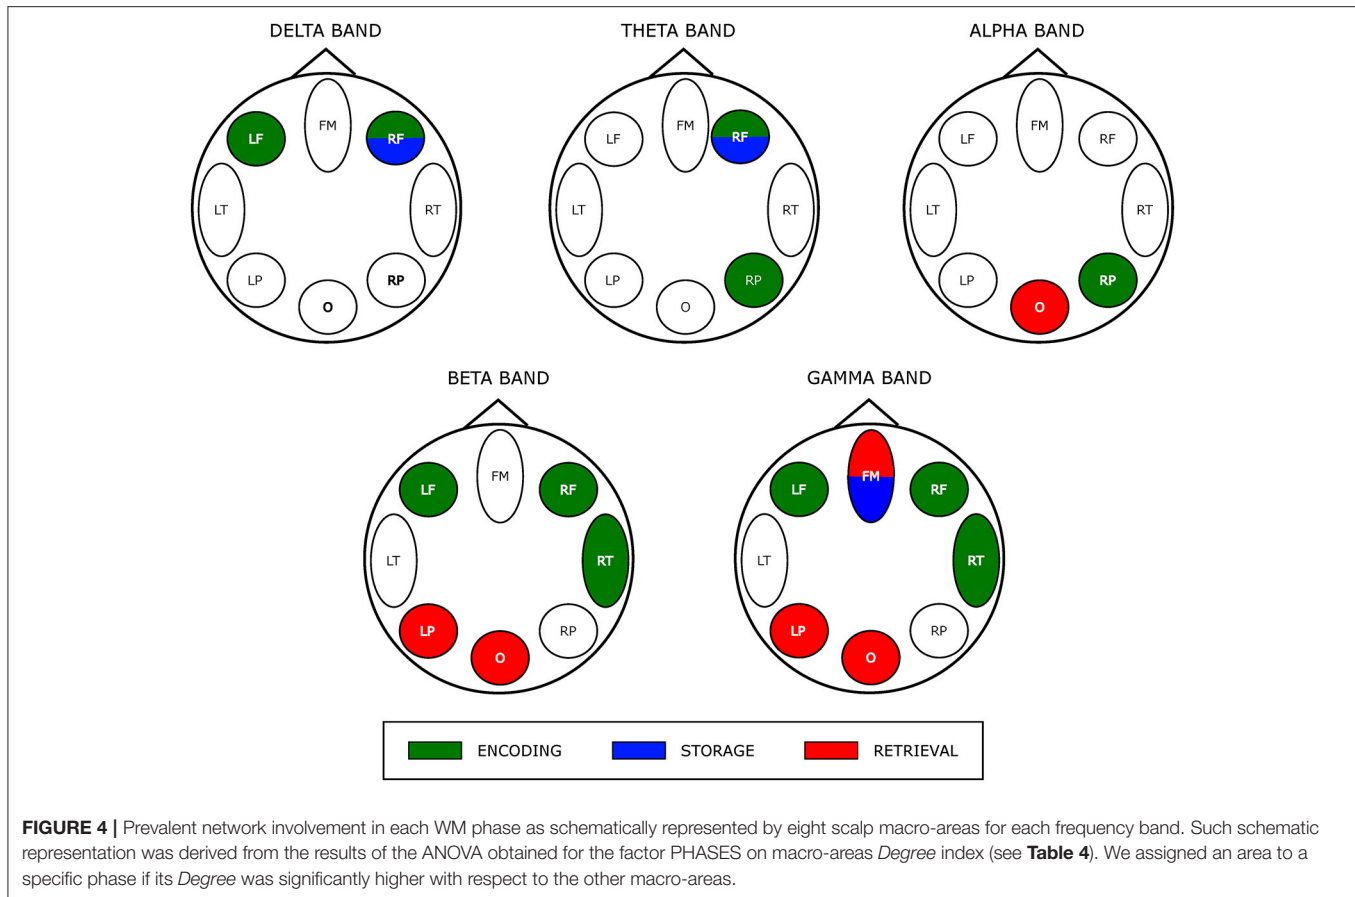 DELTA BAND
THETA BAND
ALPHA BAND
FM
LF
RF
LT
RT
LP
RP
O
FM
LF
RF
LT
RT
LP
RP
O
FM
LF
RF
LT
RT
LP
RP
O
BETA BAND
GAMMA BAND
FM
LF
RF
LT
RT
LP
RP
O
FM
LF
RF
LT
RT
LP
RP
O
ENCODING
STORAGE
RETRIEVAL
FIGURE 4 | Prevalent network involvement in each WM phase as schematically represented by eight scalp macro-areas for each frequency band. Such schematic
representation was derived from the results of the ANOVA obtained for the factor PHASES on macro-areas Degree index (see Table 4). We assigned an area to a
specific phase if its Degree was significantly higher with respect to the other macro-areas.